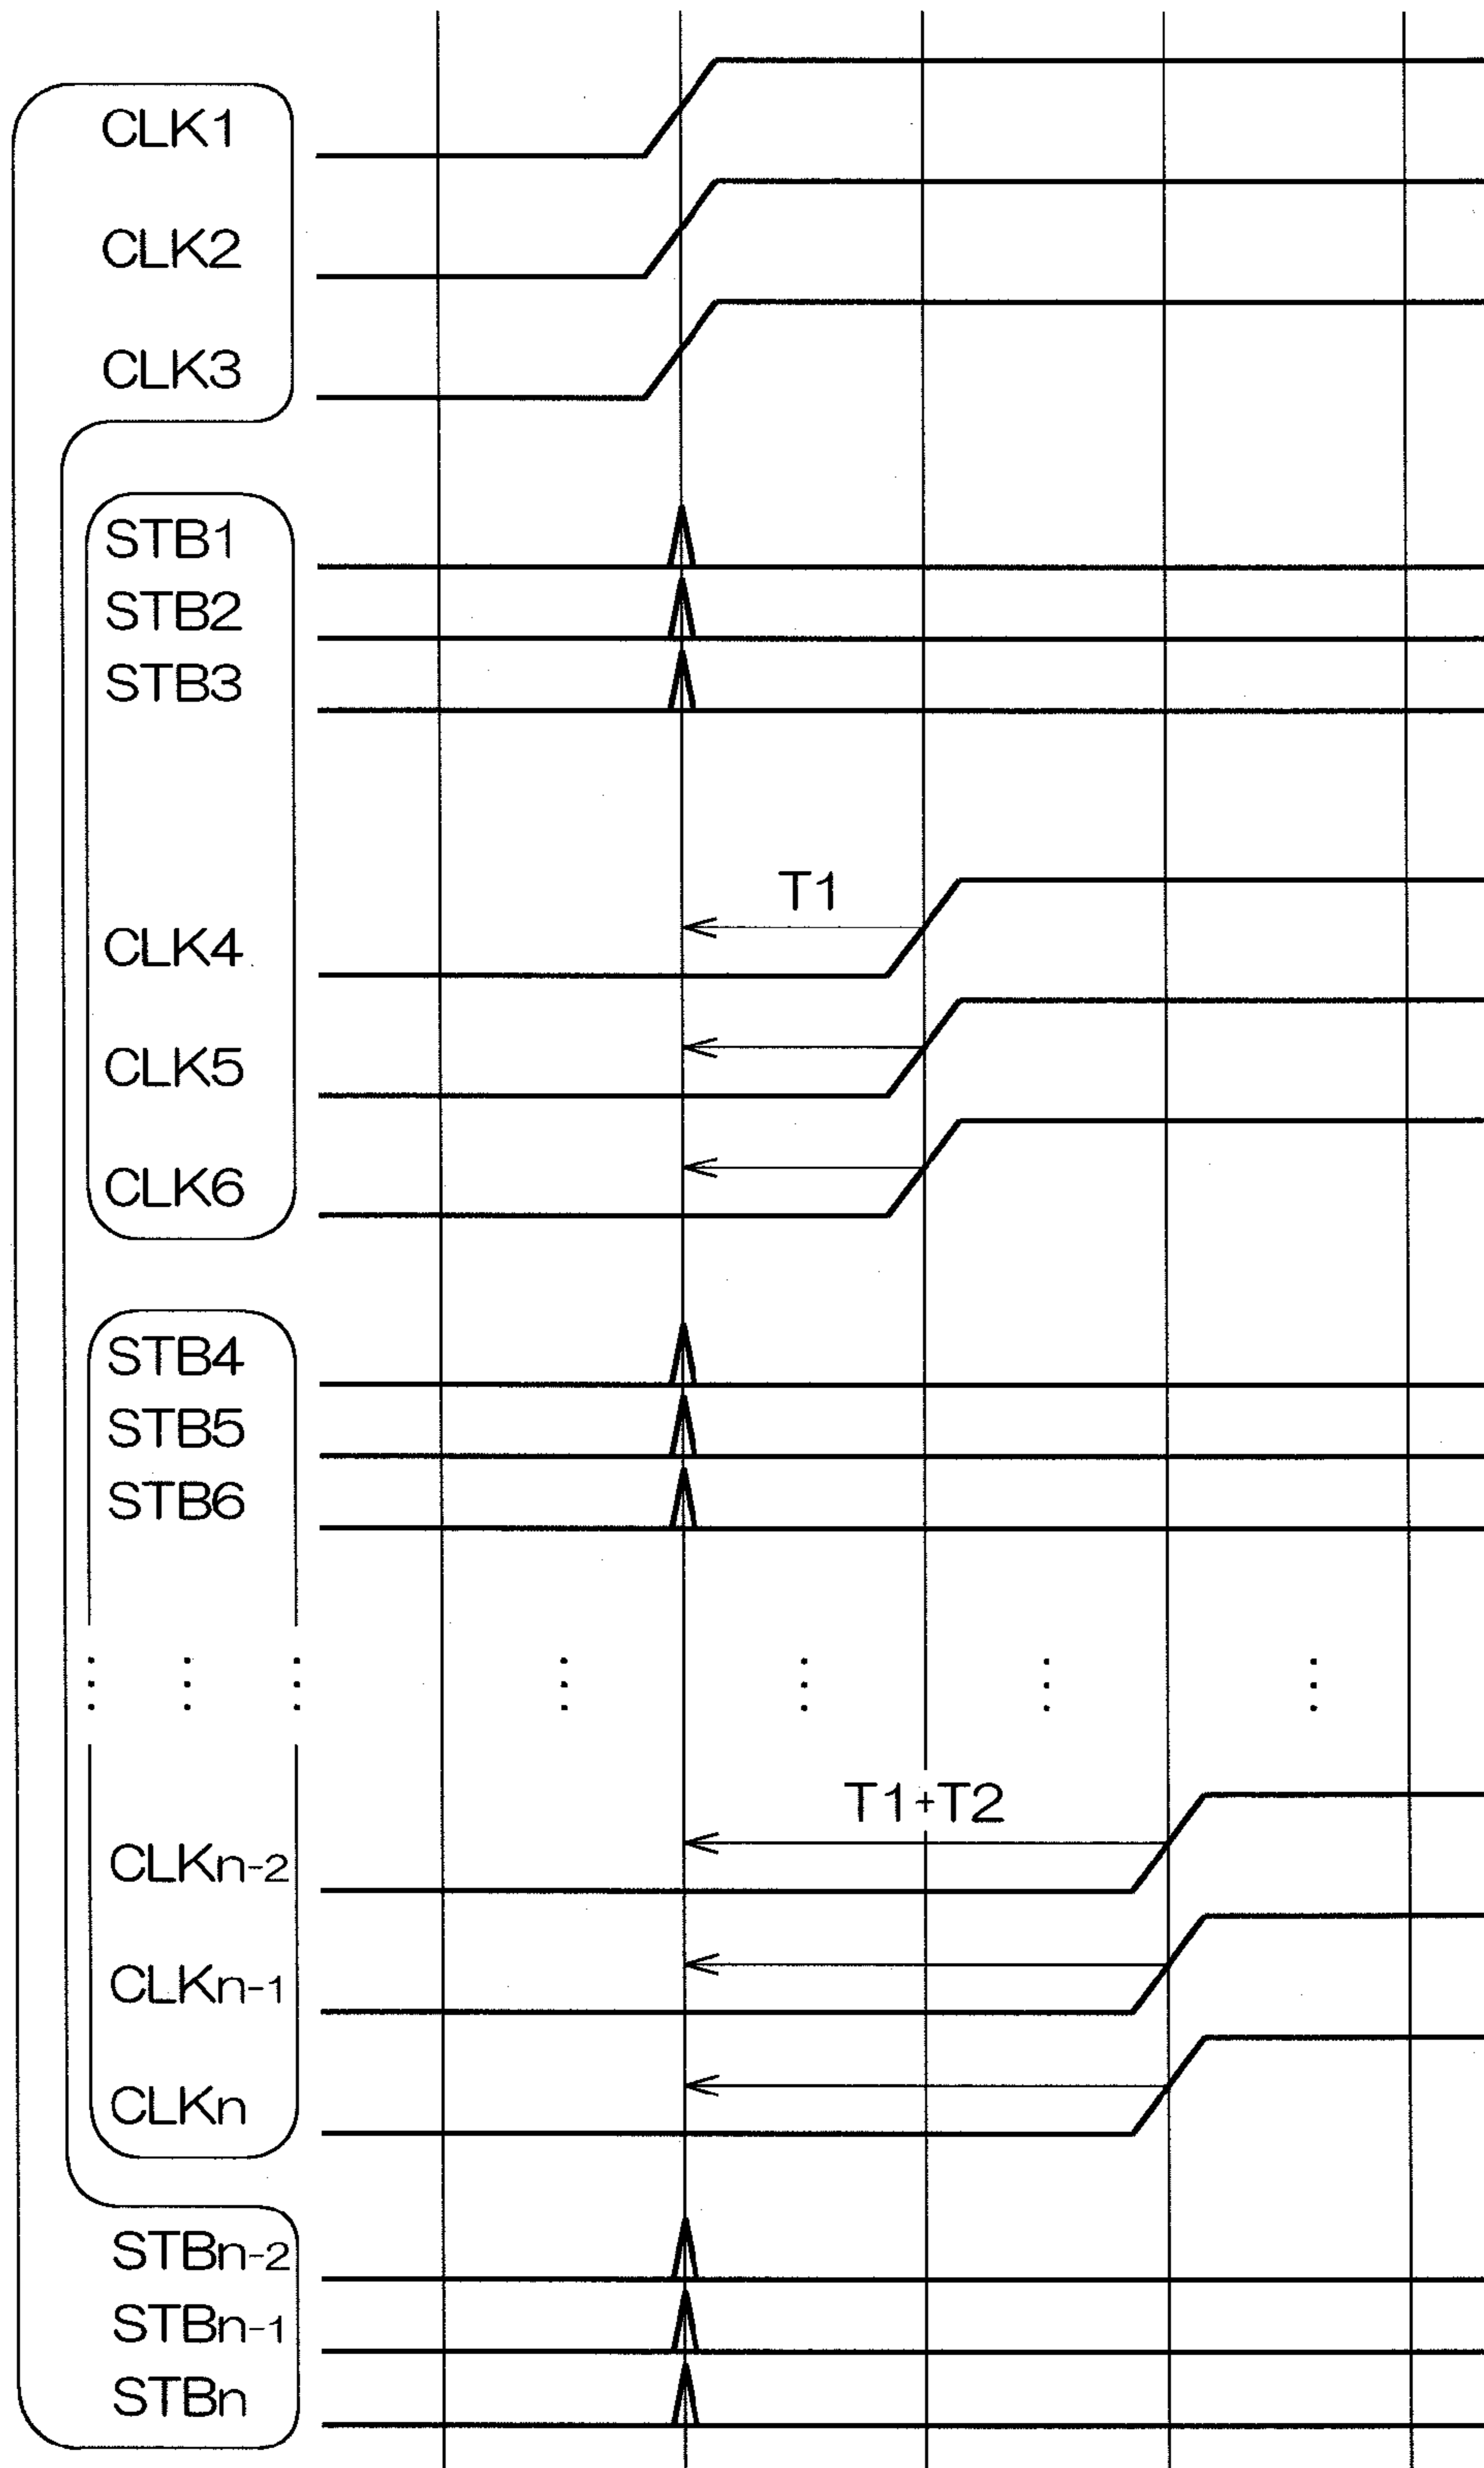 CLK1
CLK2
CLK3
STB1
STB2
STB3
T1
CLK4
CLK5
CLK6
STB4
STB5
STB6
T1+T2
CLKn-2
CLKn-1
CLKn
STBn-2
STBn-1
STBn